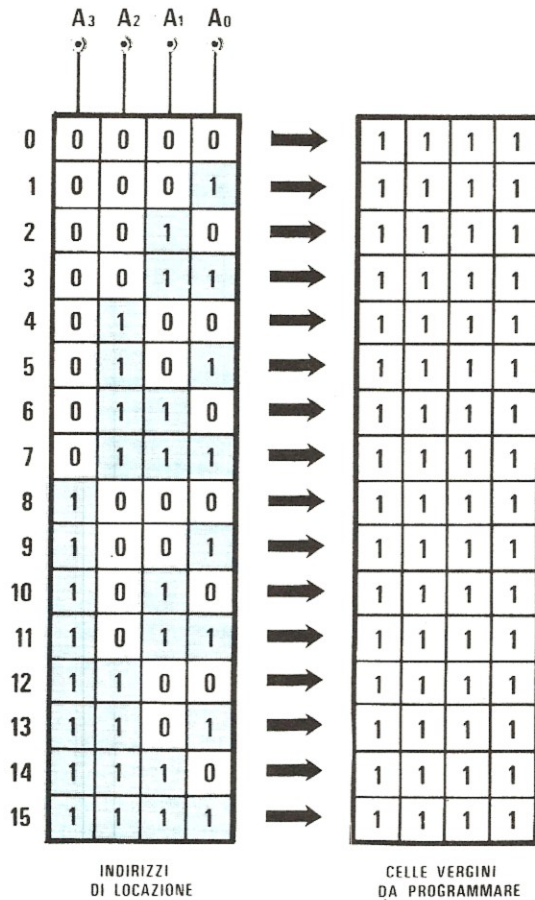 A3 A2 A1 A0
0 0 0 0 0 1 1 1 1
1 0 0 0 1 1 1 1 1
2 0 0 1 0 1 1 1 1
3 0 0 1 1 1 1 1 1
4 0 1 0 0 1 1 1 1
5 0 1 0 1 1 1 1 1
6 0 1 1 0 1 1 1 1
7 0 1 1 1 1 1 1 1
8 1 0 0 0 1 1 1 1
9 1 0 0 1 1 1 1 1
10 1 0 1 0 1 1 1 1
11 1 0 1 1 1 1 1 1
12 1 1 0 0 1 1 1 1
13 1 1 0 1 1 1 1 1
14 1 1 1 0 1 1 1 1
15 1 1 1 1 1 1 1 1
INDIRIZZI
DI LOCAZIONE
CELLE VERGINI
DA PROGRAMMARE